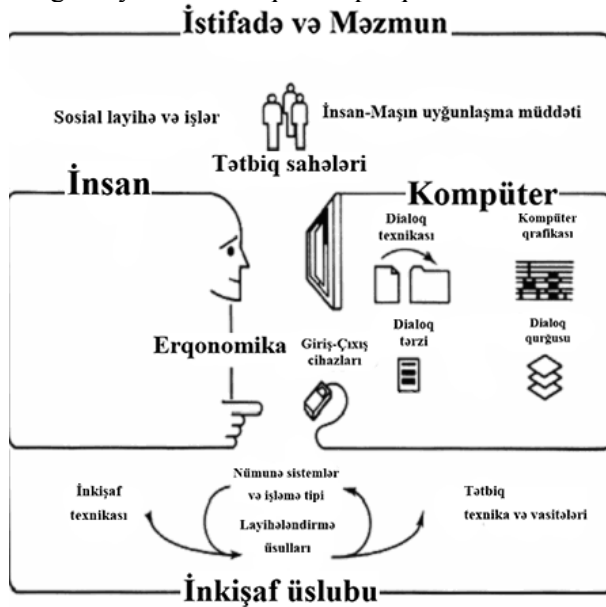 İstifadə və Məzmun
Sosial layihə və işlər
İnsan-Maşın uyğunlaşma müddəti
Tətbiq sahələri
İnsan
Kompüter
Dialoq
texnikası
Kompüter
qrafikası
Erqonomika
Giriş-Çıxış
cihazları
Dialoq
tərzi
Dialoq
qurğusu
İnkişaf
texnikası
Nümunə sistemlər
və işləmə tipi
Layihələndirmə
üsulları
Tətbiq
texnika və vasitələri
İnkişaf üslubu